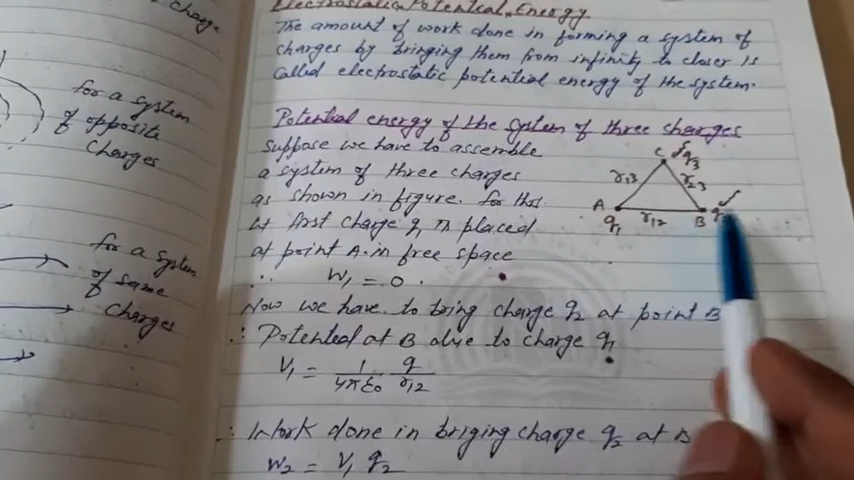 charge.
for a system
of opposite
charges
for a system
of same
charges
Electrostatic Potential Energy
The amount of work done in forming a system of
charges by bringing them from infinity to closer is
called electrostatic potential energy of the system.
Potential energy of the system of three charges
suppose we have to assemble
a system of three charges
as shown in figure. for this
let first charge q₁ is placed
at point A in free space
∴ W₁ = 0.
Now we have to bring charge q₂ at point B
∴ Potential at B due to charge q₁
V₁ = 1/4πε₀ q/r₁₂
∴ Work done in briging charge q₂ at B
W₂ = V₁ q₂
C q₃
r₁₃ r₂₃
A B
q₁ r₁₂